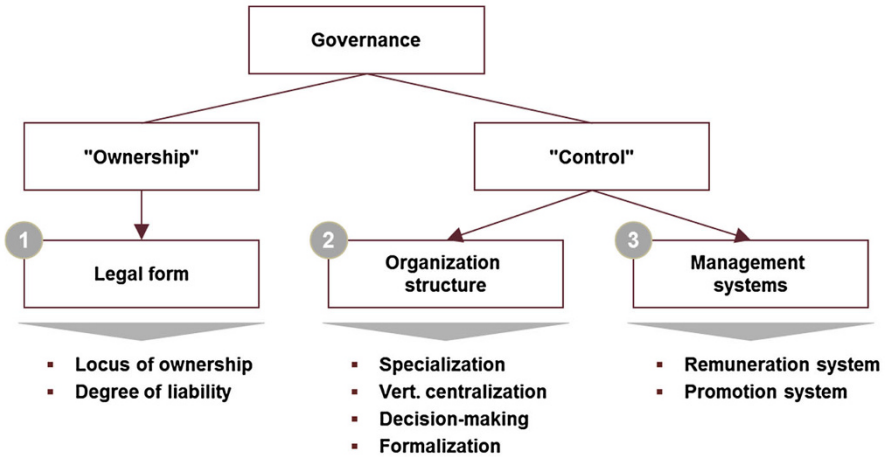 Governance
"Ownership"
"Control"
1
Legal form
2
Organization
structure
3
Management
systems
▪ Locus of ownership
▪ Degree of liability
▪ Specialization
▪ Vert. centralization
▪ Decision-making
▪ Formalization
▪ Remuneration system
▪ Promotion system